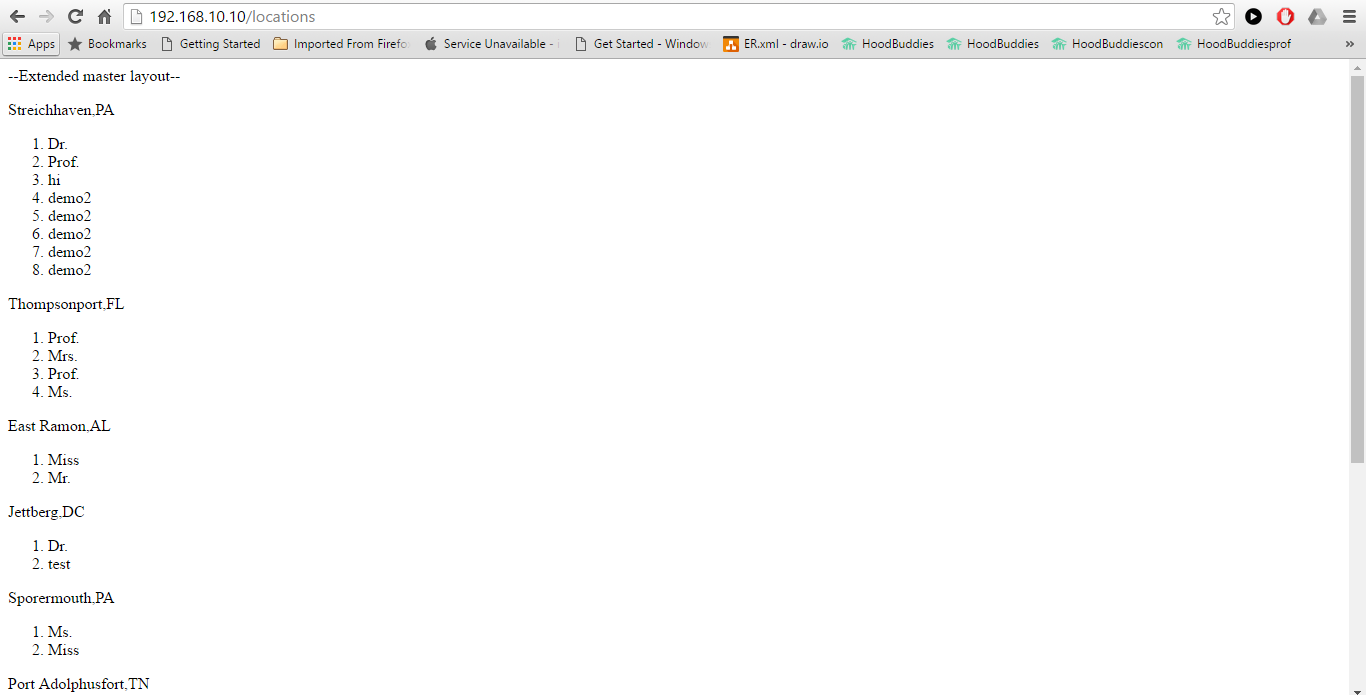 192.168.10.10/locations
Apps Bookmarks Getting Started Imported From Firefo Service Unavailable - Get Started - Window ER.xml - draw.io HoodBuddies HoodBuddies HoodBuddiescon HoodBuddiesprof »
--Extended master layout--
Streichhaven,PA
1. Dr.
2. Prof.
3. hi
4. demo2
5. demo2
6. demo2
7. demo2
8. demo2
Thompsonport,FL
1. Prof.
2. Mrs.
3. Prof.
4. Ms.
East Ramon,AL
1. Miss
2. Mr.
Jettberg,DC
1. Dr.
2. test
Sporermouth,PA
1. Ms.
2. Miss
Port Adolphusfort,TN